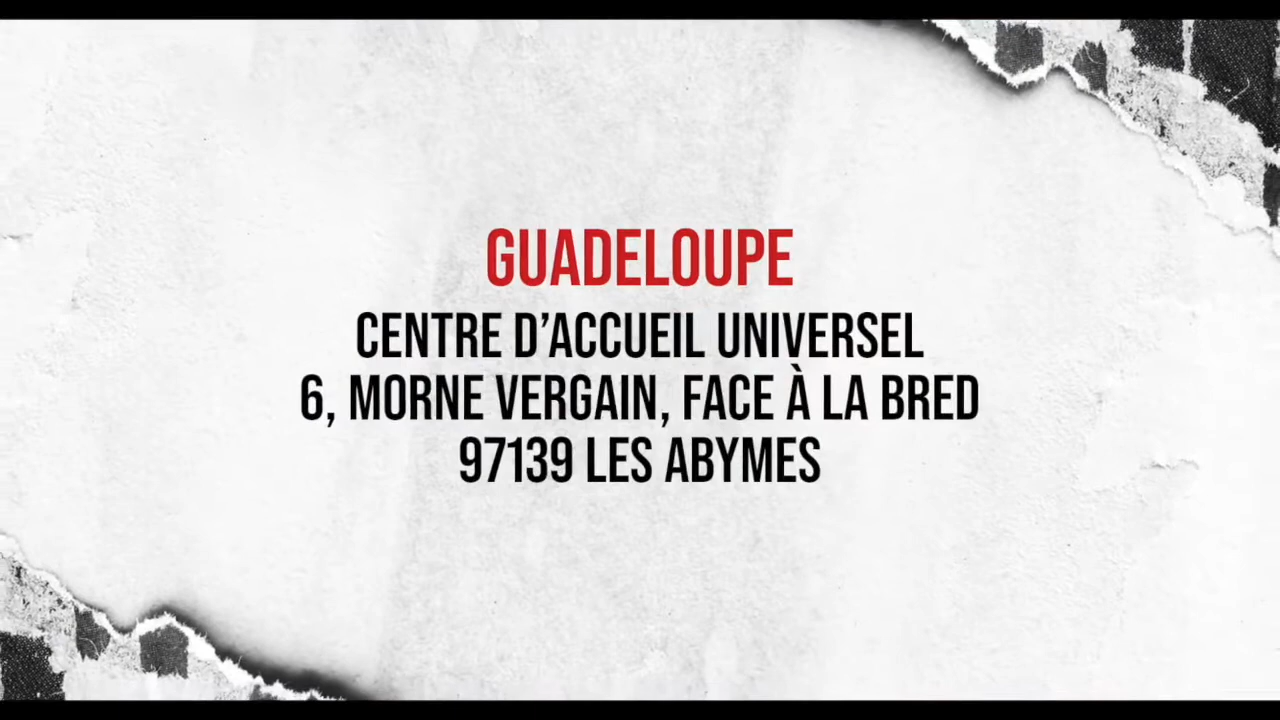 GUADELOUPE
CENTRE D’ACCUEIL UNIVERSEL
6, MORNE VERGAIN, FACE À LA BRED
97139 LES ABYMES